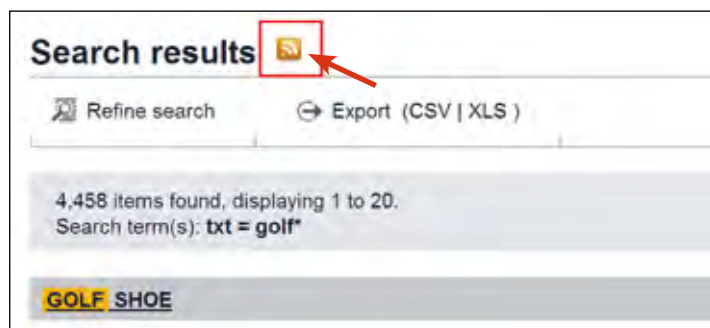 Search results
Refine search
Export (CSV | XLS )
4,458 items found, displaying 1 to 20.
Search term(s): txt = golf*
GOLF SHOE